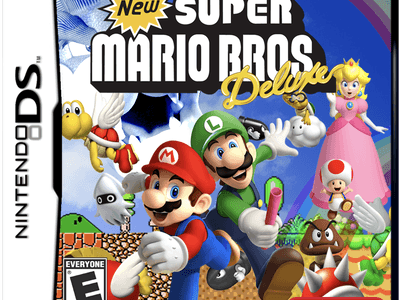 New
SUPER
MARIO BROS.
Deluxe
NINTENDO DS
EVERYONE
E